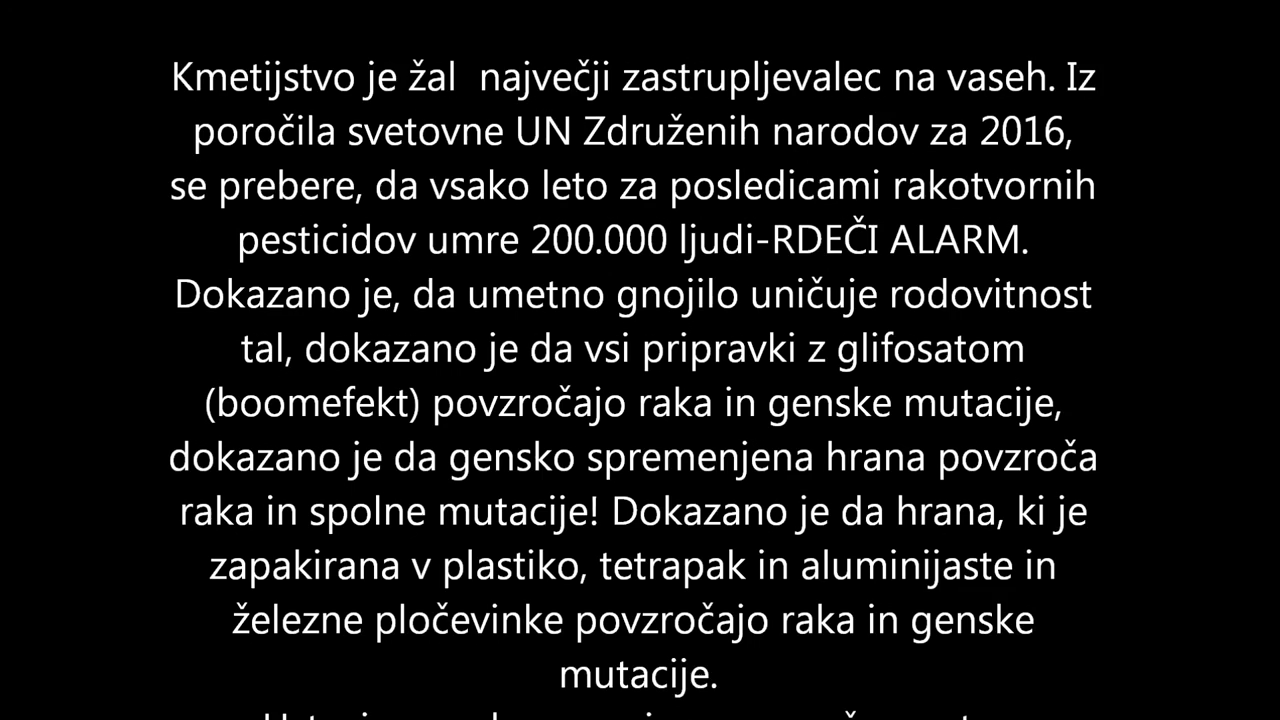 Kmetijstvo je žal  največji zastrupljevalec na vaseh. Iz
poročila svetovne UN Združenih narodov za 2016,
se prebere, da vsako leto za posledicami rakotvornih
pesticidov umre 200.000 ljudi-RDEČI ALARM.
Dokazano je, da umetno gnojilo uničuje rodovitnost
tal, dokazano je da vsi pripravki z glifosatom
(boomefekt) povzročajo raka in genske mutacije,
dokazano je da gensko spremenjena hrana povzroča
raka in spolne mutacije! Dokazano je da hrana, ki je
zapakirana v plastiko, tetrapak in aluminijaste in
železne pločevinke povzročajo raka in genske
mutacije.